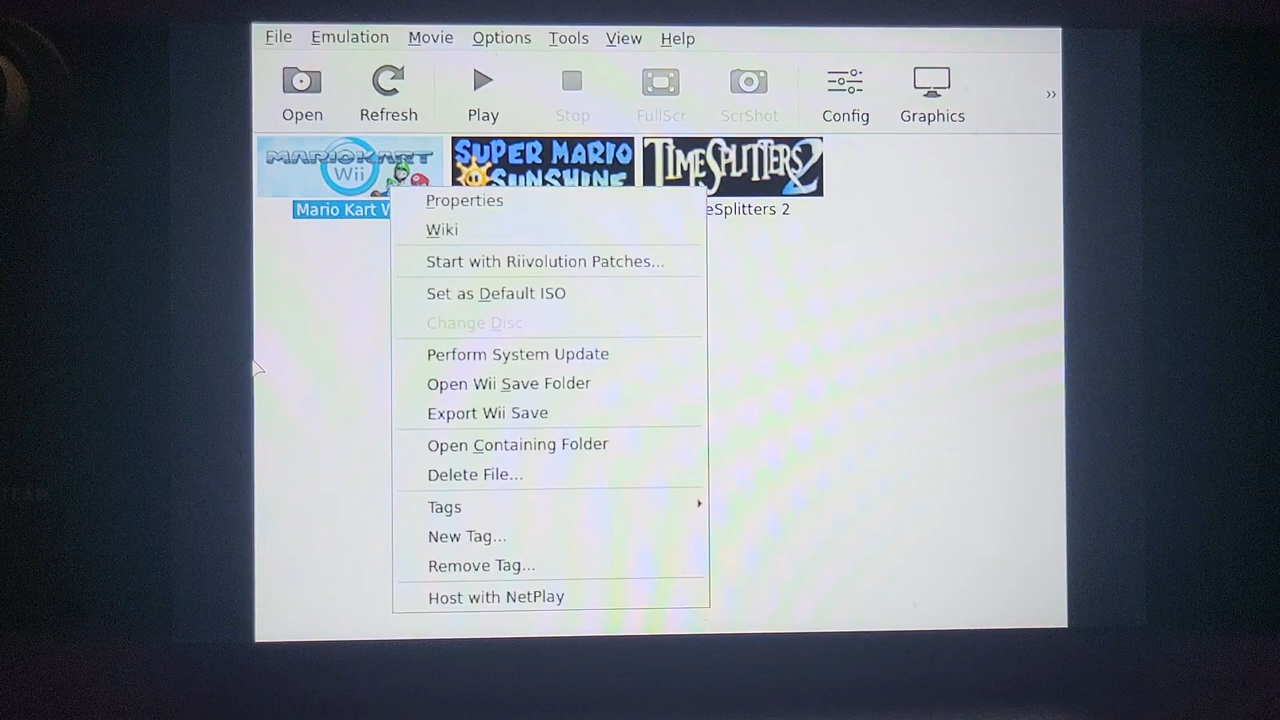 File Emulation Movie Options Tools View Help
Open Refresh Play Stop FullScr ScrShot Config Graphics »
MARIOKART Wii
SUPER MARIO SUNSHINE
TIMESPLITTERS 2
Mario Kart W
eSplitters 2
Properties
Wiki
Start with Riivolution Patches...
Set as Default ISO
Change Disc
Perform System Update
Open Wii Save Folder
Export Wii Save
Open Containing Folder
Delete File...
Tags
New Tag...
Remove Tag...
Host with NetPlay
TEAM